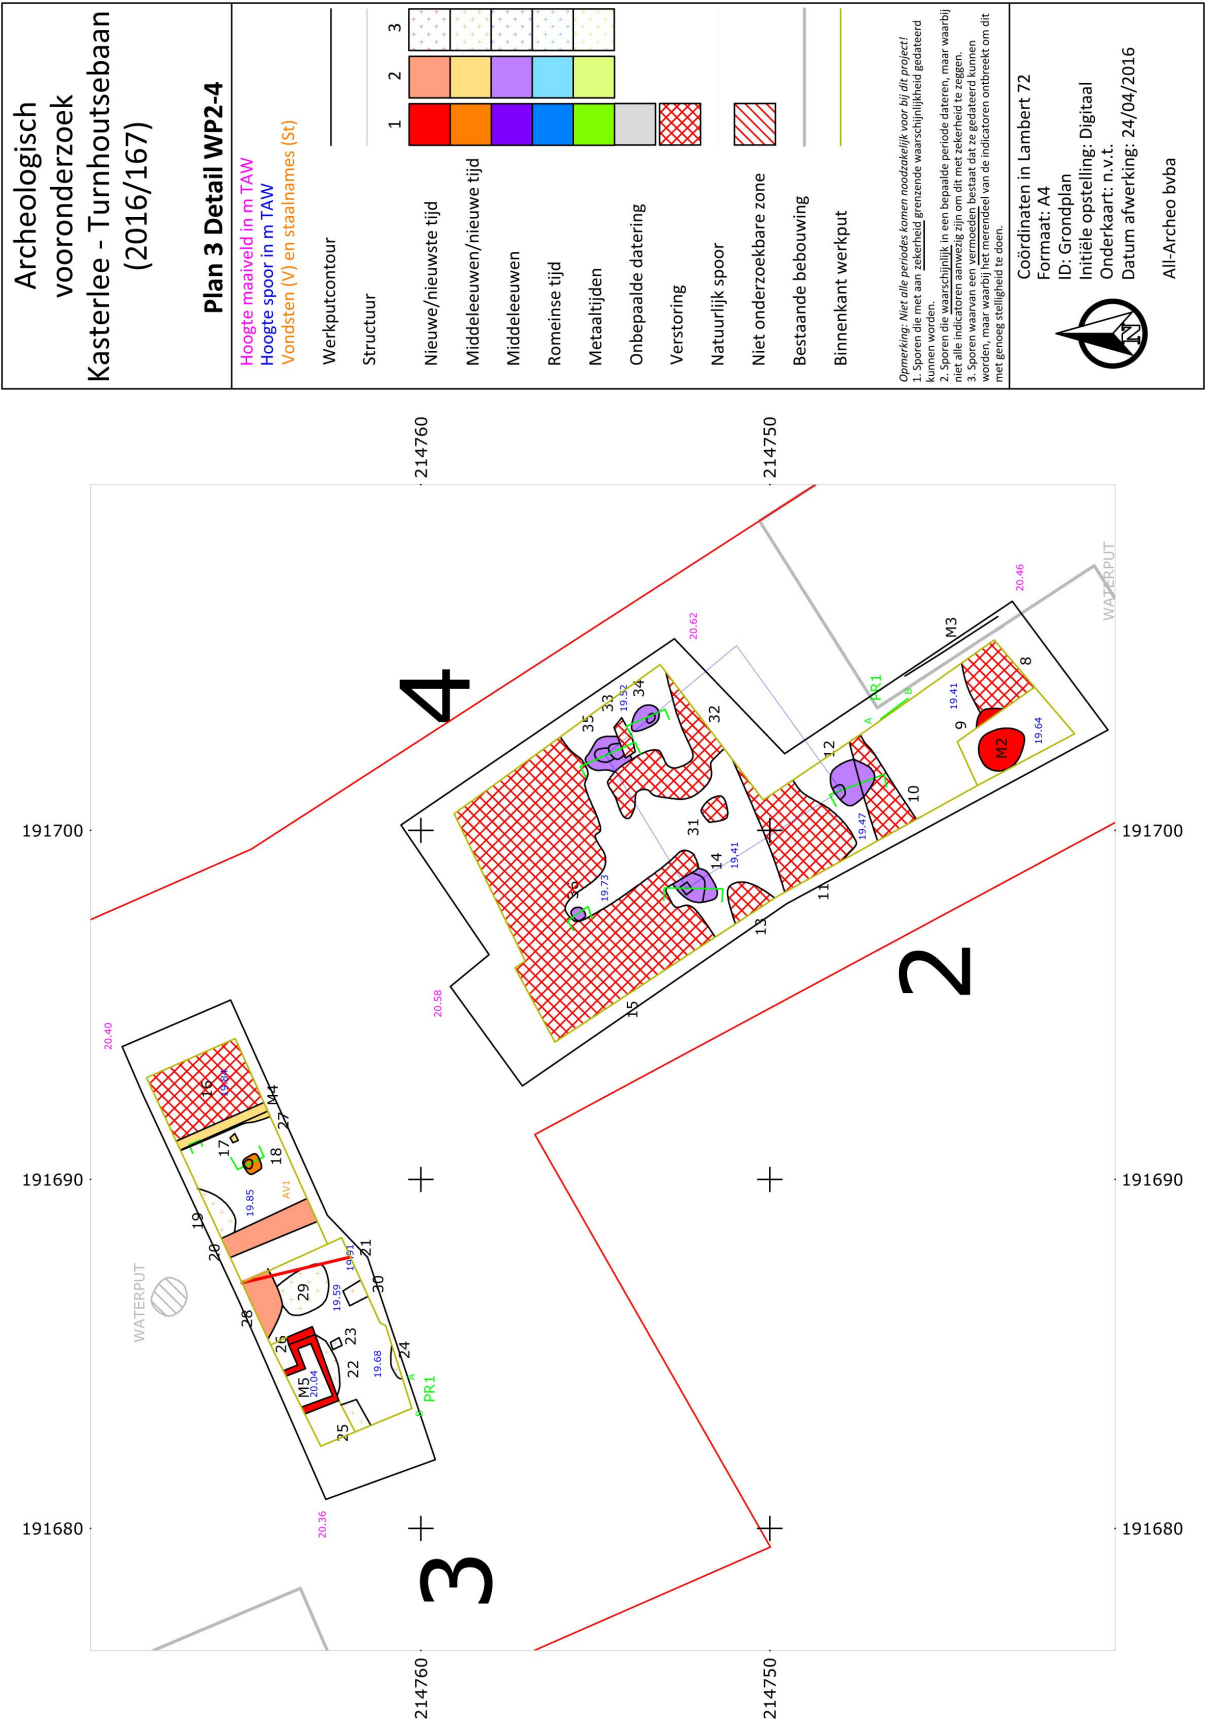 Archeologisch
vooronderzoek
Kasterlee - Turnhoutsebaan
(2016/167)
Plan 3 Detail WP2-4
Hoogte maaiveld in m TAW
Hoogte spoor in m TAW
Vondsten (V) en staalnames (St)
Werkputcontour
Structuur
1 2 3
Nieuwe/nieuwste tijd
Middeleeuwen/nieuwe tijd
Middeleeuwen
Romeinse tijd
Metaaltijden
Onbepaalde datering
Verstoring
Natuurlijk spoor
Niet onderzoekbare zone
Bestaande bebouwing
Binnenkant werkput
Opmerking: Niet alle periodes komen noodzakelijk voor bij dit project!
1. Sporen die met aan zekerheid grenzende waarschijnlijkheid gedateerd
kunnen worden.
2. Sporen die waarschijnlijk in een bepaalde periode dateren, maar waarbij
niet alle indicatoren aanwezig zijn om dit met zekerheid te zeggen.
3. Sporen waarvan een vermoeden bestaat dat ze gedateerd kunnen
worden, maar waarbij het merendeel van de indicatoren ontbreekt om dit
met genoeg stelligheid te doen.
N
Coördinaten in Lambert 72
Formaat: A4
ID: Grondplan
Initiële opstelling: Digitaal
Onderkaart: n.v.t.
Datum afwerking: 24/04/2016
All-Archeo bvba
214760
214750
191700
191700
191690
191690
191680
191680
214760
214750
4
2
3
20.62
20.46
20.58
20.40
20.36
WATERPUT
WATERPUT
M3
8
PR1
A
B
19.41
9
M2
19.64
12
10
19.47
11
32
34
19.52
33
35
31
14
19.41
13
36
19.73
15
16
19.84
M4
27
17
18
AV1
19.85
19
20
21
19.91
30
19.59
29
28
26
23
22
24
19.68
M5
20.04
25
A
B
PR1